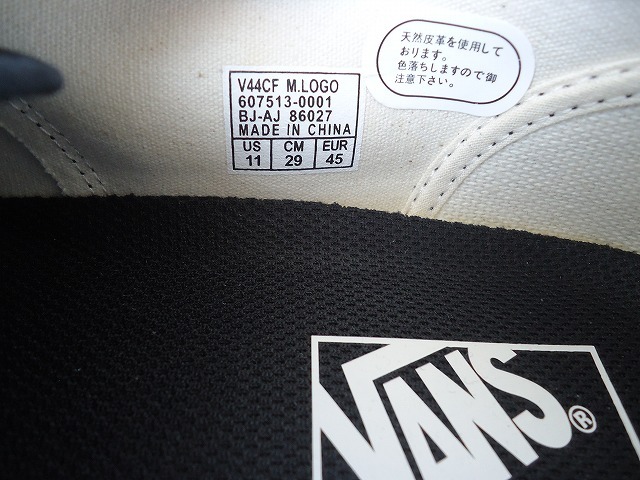 天然皮革を使用して
おります。
色落ちしますので御
注意下さい。
V44CF M.LOGO
607513-0001
BJ-AJ 86027
MADE IN CHINA
US CM EUR
11 29 45
VANS®